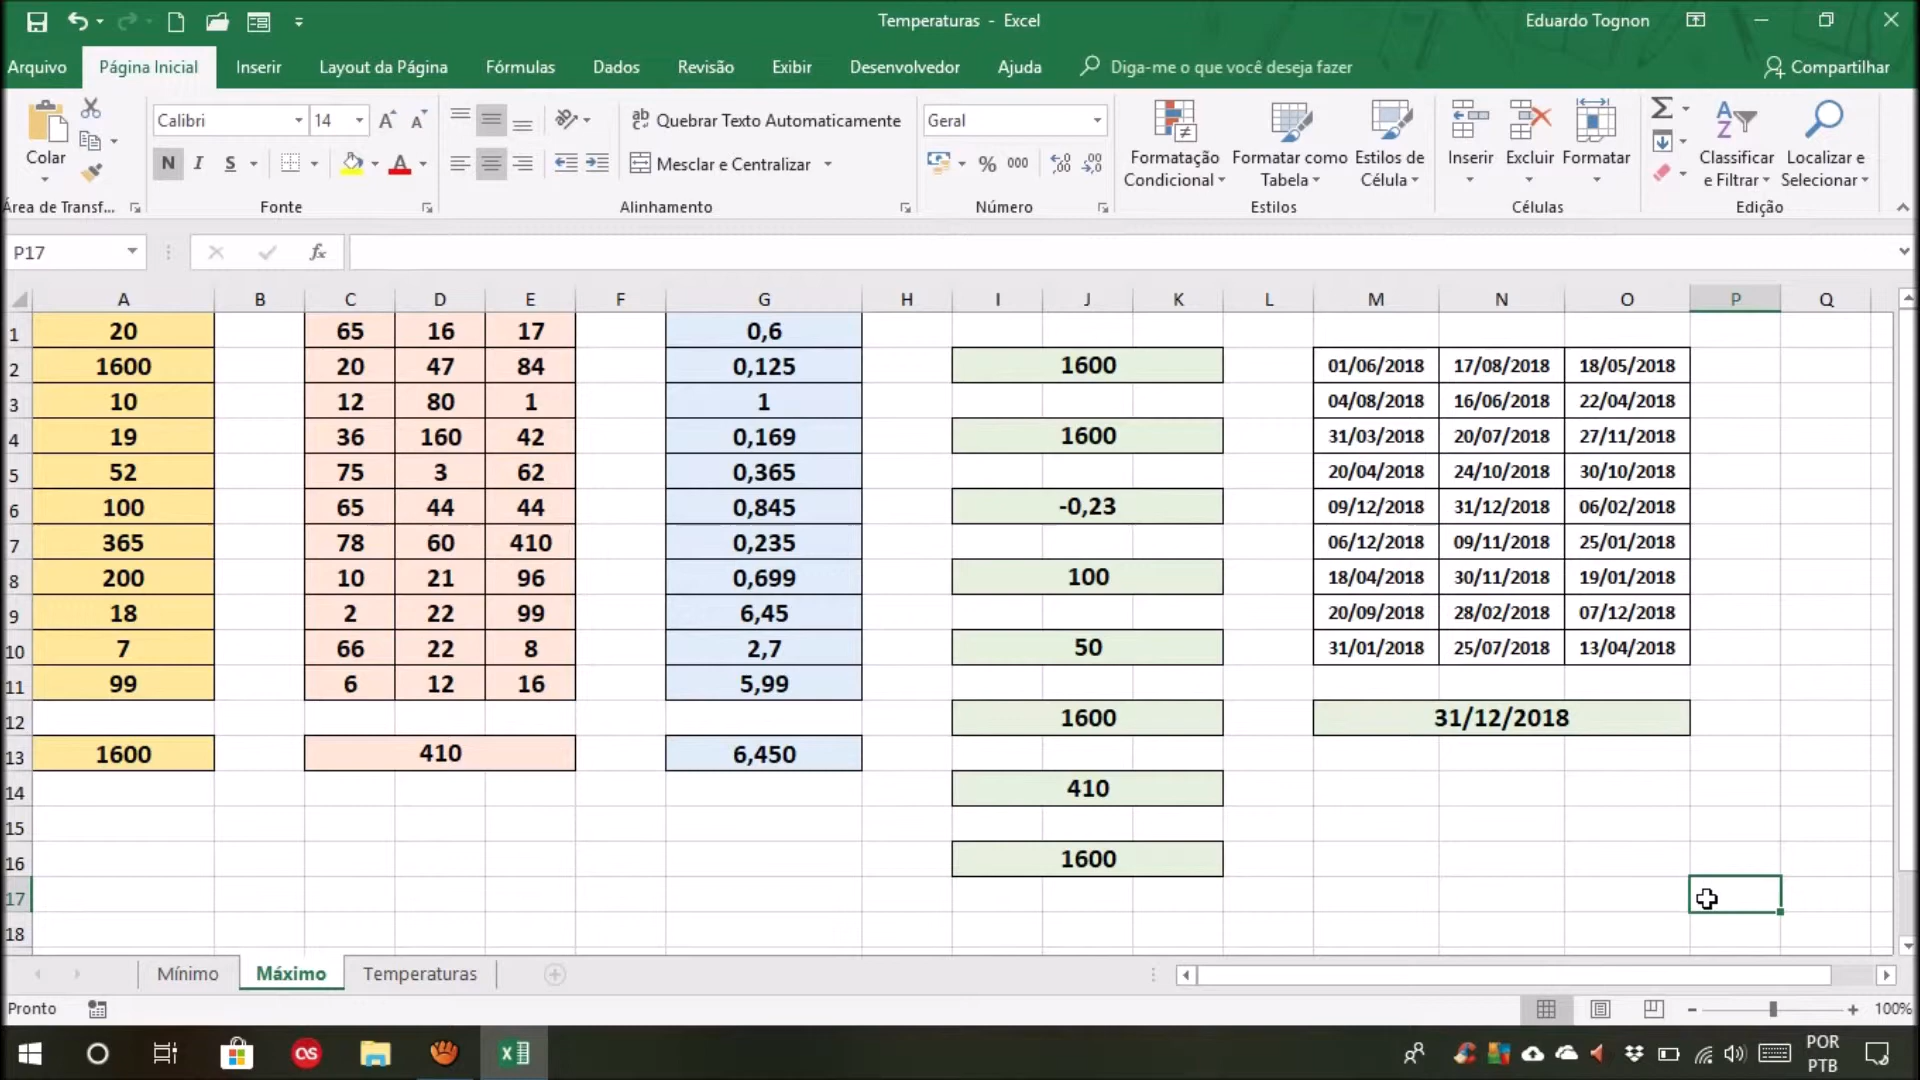 Temperaturas - Excel
Eduardo Tognon
Arquivo Página Inicial Inserir Layout da Página Fórmulas Dados Revisão Exibir Desenvolvedor Ajuda Diga-me o que você deseja fazer Compartilhar
Colar
Área de Transf...
Calibri 14
N I S
Fonte
Quebrar Texto Automaticamente
Mesclar e Centralizar
Alinhamento
Geral
% 000
Número
Formatação Condicional
Formatar como Tabela
Estilos de Célula
Estilos
Inserir Excluir Formatar
Células
Classificar e Filtrar
Localizar e Selecionar
Edição
P17 fx
A B C D E F G H I J K L M N O P Q
1 20 65 16 17 0,6
2 1600 20 47 84 0,125 1600 01/06/2018 17/08/2018 18/05/2018
3 10 12 80 1 1 04/08/2018 16/06/2018 22/04/2018
4 19 36 160 42 0,169 1600 31/03/2018 20/07/2018 27/11/2018
5 52 75 3 62 0,365 20/04/2018 24/10/2018 30/10/2018
6 100 65 44 44 0,845 -0,23 09/12/2018 31/12/2018 06/02/2018
7 365 78 60 410 0,235 06/12/2018 09/11/2018 25/01/2018
8 200 10 21 96 0,699 100 18/04/2018 30/11/2018 19/01/2018
9 18 2 22 99 6,45 20/09/2018 28/02/2018 07/12/2018
10 7 66 22 8 2,7 50 31/01/2018 25/07/2018 13/04/2018
11 99 6 12 16 5,99
12 1600 31/12/2018
13 1600 410 6,450
14 410
15
16 1600
17
18
Mínimo Máximo Temperaturas
Pronto 100%
POR
PTB